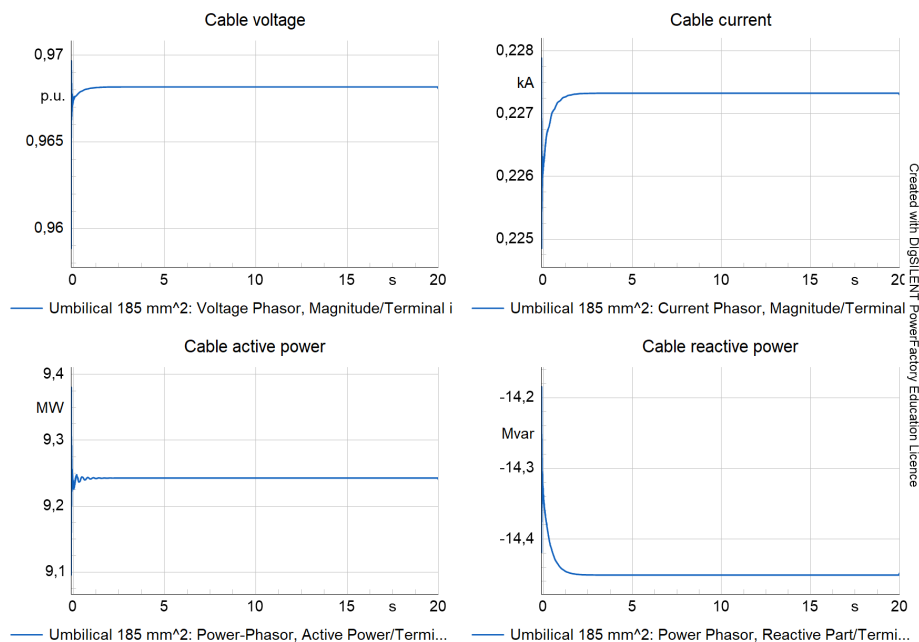 Cable voltage
0,97
p.u.
0,965
0,96
0 5 10 15 s 20
Umbilical 185 mm^2: Voltage Phasor, Magnitude/Terminal i
Cable current
0,228
kA
0,227
0,226
0,225
0 5 10 15 s 20
Umbilical 185 mm^2: Current Phasor, Magnitude/Terminal
Cable active power
9,4
MW
9,3
9,2
9,1
0 5 10 15 s 20
Umbilical 185 mm^2: Power-Phasor, Active Power/Termi...
Cable reactive power
-14,2
Mvar
-14,3
-14,4
0 5 10 15 s 20
Umbilical 185 mm^2: Power Phasor, Reactive Part/Termi...
Created with DIgSILENT PowerFactory Education Licence